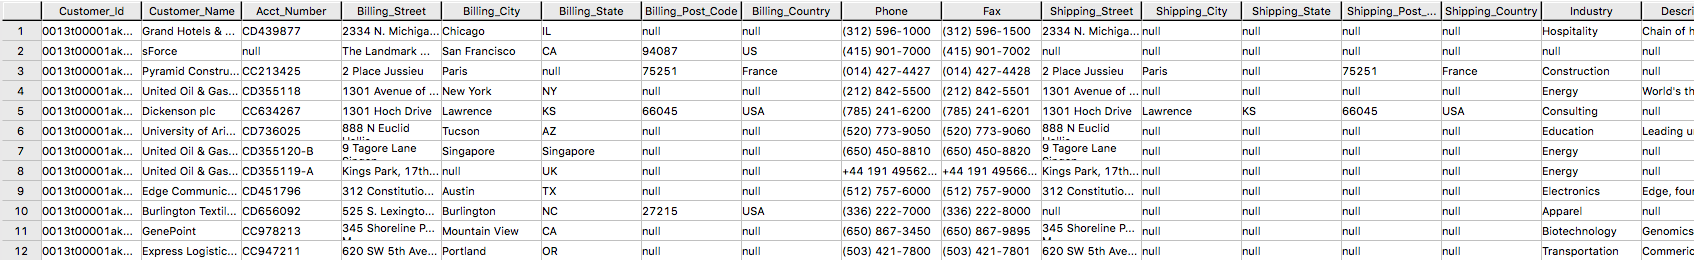 Customer_Id Customer_Name Acct_Number Billing_Street Billing_City Billing_State Billing_Post_Code Billing_Country Phone Fax Shipping_Street Shipping_City Shipping_State Shipping_Post_... Shipping_Country Industry Descri
1 0013t00001ak... Grand Hotels & ... CD439877 2334 N. Michiga... Chicago IL null null (312) 596-1000 (312) 596-1500 2334 N. Michiga... null null null null Hospitality Chain of h
2 0013t00001ak... sForce null The Landmark ... San Francisco CA 94087 US (415) 901-7000 (415) 901-7002 null null null null null null null
3 0013t00001ak... Pyramid Constru... CC213425 2 Place Jussieu Paris null 75251 France (014) 427-4427 (014) 427-4428 2 Place Jussieu Paris null 75251 France Construction null
4 0013t00001ak... United Oil & Gas... CD355118 1301 Avenue of ... New York NY null null (212) 842-5500 (212) 842-5501 1301 Avenue of ... null null null null Energy World's th
5 0013t00001ak... Dickenson plc CC634267 1301 Hoch Drive Lawrence KS 66045 USA (785) 241-6200 (785) 241-6201 1301 Hoch Drive Lawrence KS 66045 USA Consulting null
6 0013t00001ak... University of Ari... CD736025 888 N Euclid Tucson AZ null null (520) 773-9050 (520) 773-9060 888 N Euclid null null null null Education Leading u
7 0013t00001ak... United Oil & Gas... CD355120-B 9 Tagore Lane Singapore Singapore null null (650) 450-8810 (650) 450-8820 9 Tagore Lane null null null null Energy null
8 0013t00001ak... United Oil & Gas... CD355119-A Kings Park, 17th... null UK null null +44 191 49562... +44 191 49566... Kings Park, 17th... null null null null Energy null
9 0013t00001ak... Edge Communic... CD451796 312 Constitutio... Austin TX null null (512) 757-6000 (512) 757-9000 312 Constitutio... null null null null Electronics Edge, four
10 0013t00001ak... Burlington Textil... CD656092 525 S. Lexingto... Burlington NC 27215 USA (336) 222-7000 (336) 222-8000 null null null null null Apparel null
11 0013t00001ak... GenePoint CC978213 345 Shoreline P... Mountain View CA null null (650) 867-3450 (650) 867-9895 345 Shoreline P... null null null null Biotechnology Genomics
12 0013t00001ak... Express Logistic... CC947211 620 SW 5th Ave... Portland OR null null (503) 421-7800 (503) 421-7801 620 SW 5th Ave... null null null null Transportation Commerc